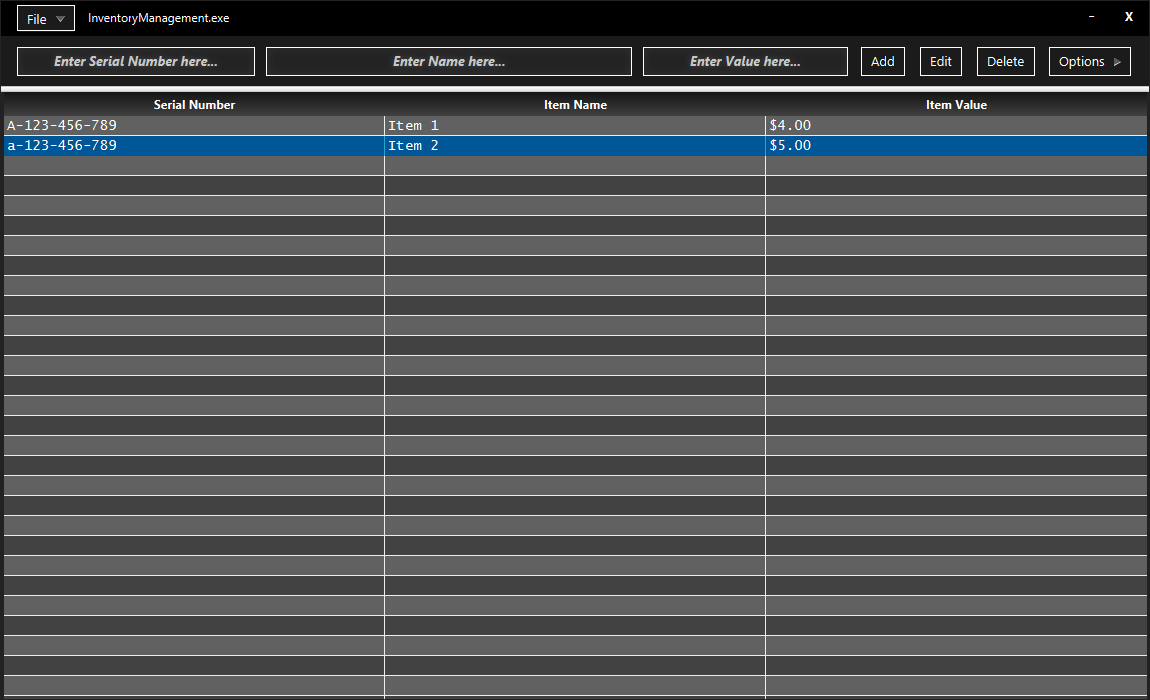 File InventoryManagement.exe – X
Enter Serial Number here... Enter Name here... Enter Value here... Add Edit Delete Options
Serial Number Item Name Item Value
A-123-456-789 Item 1 $4.00
a-123-456-789 Item 2 $5.00